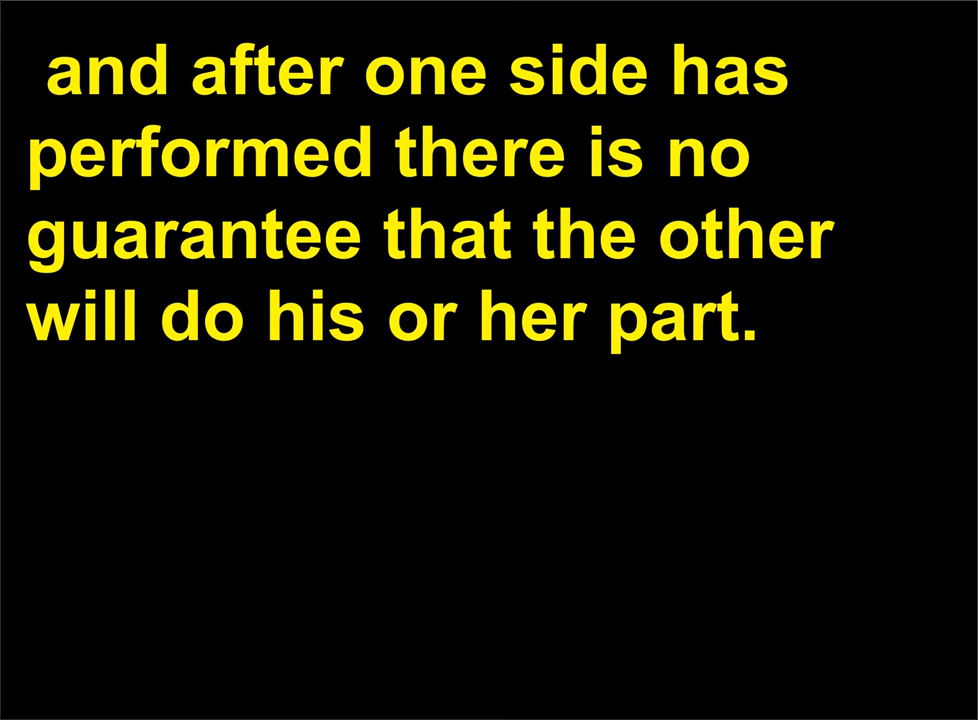 and after one side has
performed there is no
guarantee that the other
will do his or her part.